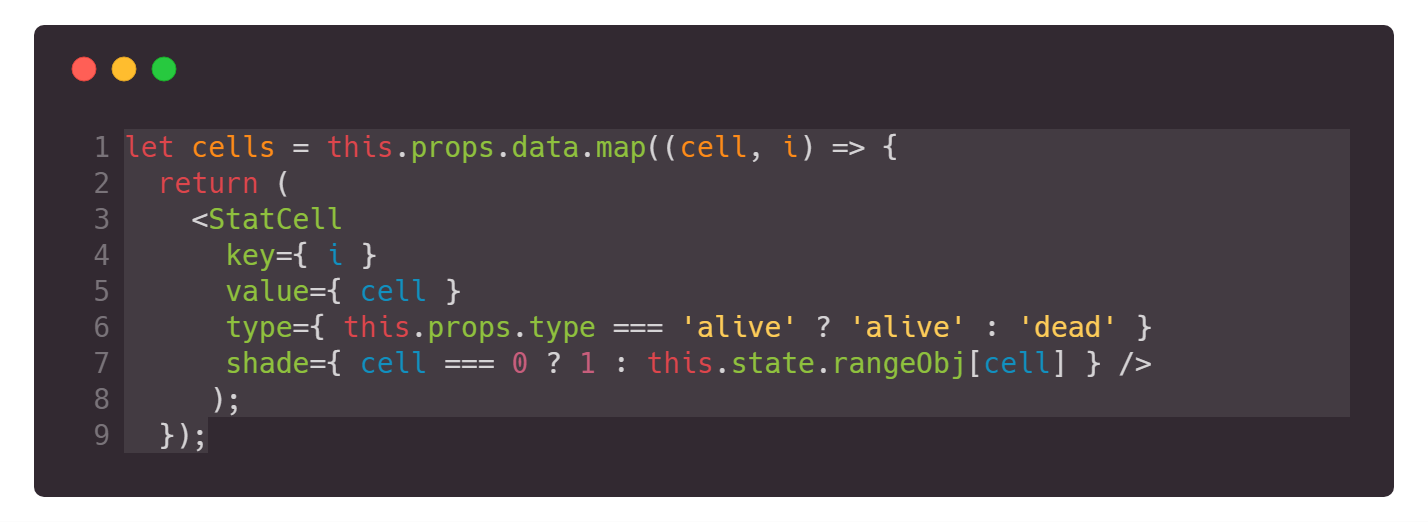 1 let cells = this.props.data.map((cell, i) => {
2   return (
3     <StatCell
4       key={ i }
5       value={ cell }
6       type={ this.props.type === 'alive' ? 'alive' : 'dead' }
7       shade={ cell === 0 ? 1 : this.state.rangeObj[cell] } />
8      );
9   });